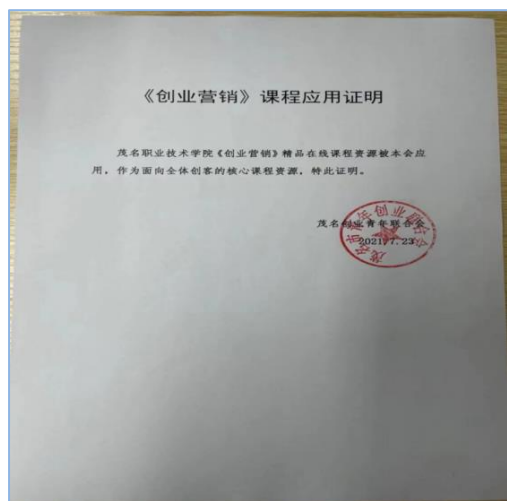 《创业营销》课程应用证明
茂名职业技术学院《创业营销》精品在线课程资源被本会应
用，作为面向全体创客的核心课程资源，特此证明。
茂名创业青年联合会
2021.7.23